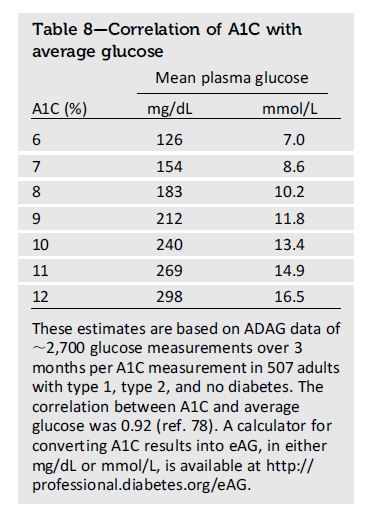 Table 8—Correlation of A1C with
average glucose
Mean plasma glucose
A1C (%) mg/dL mmol/L
6 126 7.0
7 154 8.6
8 183 10.2
9 212 11.8
10 240 13.4
11 269 14.9
12 298 16.5
These estimates are based on ADAG data of
~2,700 glucose measurements over 3
months per A1C measurement in 507 adults
with type 1, type 2, and no diabetes. The
correlation between A1C and average
glucose was 0.92 (ref. 78). A calculator for
converting A1C results into eAG, in either
mg/dL or mmol/L, is available at http://
professional.diabetes.org/eAG.